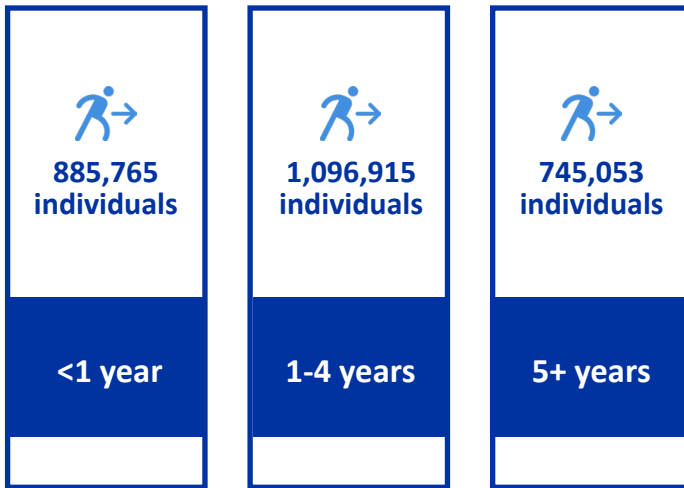 885,765
individuals
<1 year
1,096,915
individuals
1-4 years
745,053
individuals
5+ years